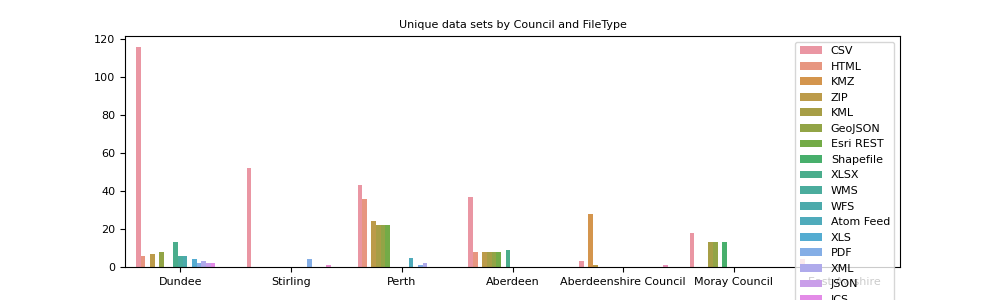 Unique data sets by Council and FileType
120
100
80
60
40
20
0
Dundee
Stirling
Perth
Aberdeen
Aberdeenshire Council
Moray Council
CSV
HTML
KMZ
ZIP
KML
GeoJSON
Esri REST
Shapefile
XLSX
WMS
WFS
Atom Feed
XLS
PDF
XML
JSON
ICS